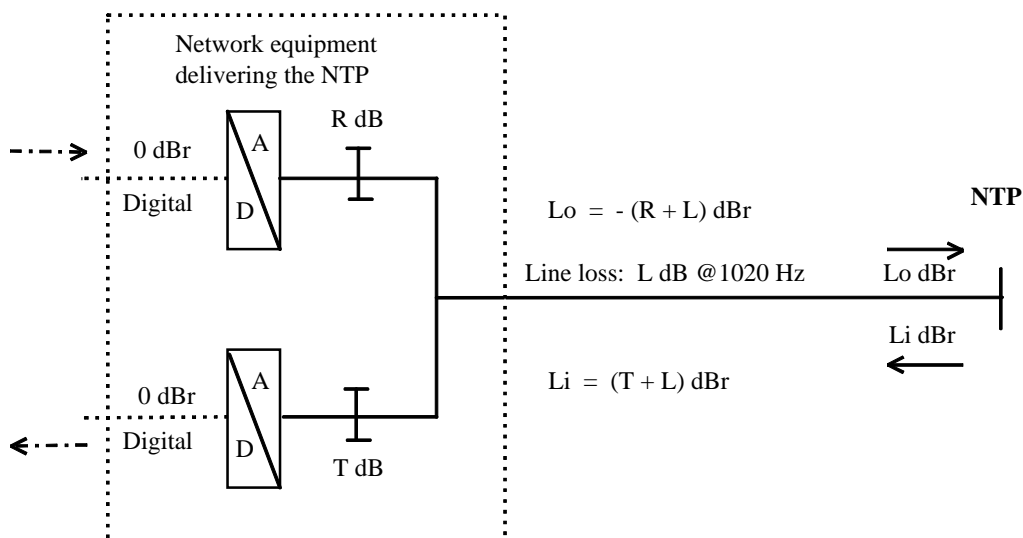 Network equipment
delivering the NTP
R dB
0 dBr
A
Digital
D
NTP
Lo = - (R + L) dBr
Line loss: L dB @1020 Hz
Lo dBr
Li dBr
Li = (T + L) dBr
0 dBr
A
Digital
D
T dB